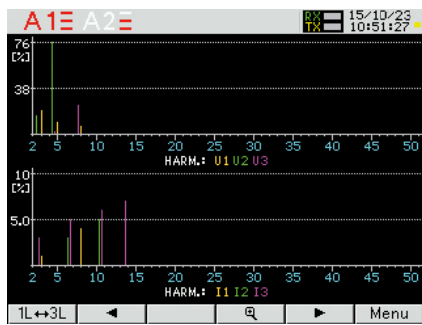 A1Ξ A2Ξ RX 15/10/23
TX 10:51:27
76
[%]
38
2 5 10 15 20 25 30 35 40 45 50
HARM.: U1 U2 U3
10
[%]
5.0
2 5 10 15 20 25 30 35 40 45 50
HARM.: I1 I2 I3
1L↔3L ◄ ► Menu